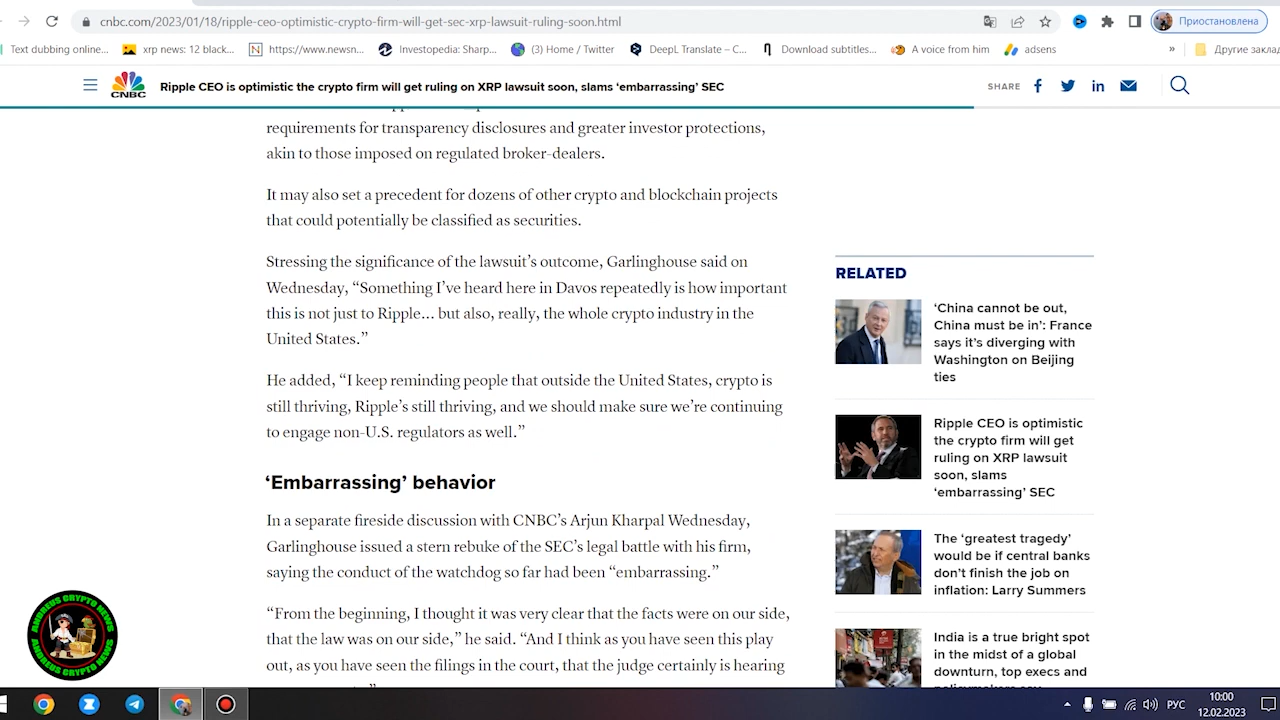 cnbc.com/2023/01/18/ripple-ceo-optimistic-crypto-firm-will-get-sec-xrp-lawsuit-ruling-soon.html
Приостановлена
Text dubbing online...
xrp news: 12 black...
https://www.newsn...
Investopedia: Sharp...
(3) Home / Twitter
DeepL Translate – C...
Download subtitles...
A voice from him
adsens
»
Другие закла
CNBC
Ripple CEO is optimistic the crypto firm will get ruling on XRP lawsuit soon, slams ‘embarrassing’ SEC
SHARE
requirements for transparency disclosures and greater investor protections,
akin to those imposed on regulated broker-dealers.
It may also set a precedent for dozens of other crypto and blockchain projects
that could potentially be classified as securities.
Stressing the significance of the lawsuit’s outcome, Garlinghouse said on
Wednesday, “Something I’ve heard here in Davos repeatedly is how important
this is not just to Ripple... but also, really, the whole crypto industry in the
United States.”
He added, “I keep reminding people that outside the United States, crypto is
still thriving, Ripple’s still thriving, and we should make sure we’re continuing
to engage non-U.S. regulators as well.”
‘Embarrassing’ behavior
In a separate fireside discussion with CNBC’s Arjun Kharpal Wednesday,
Garlinghouse issued a stern rebuke of the SEC’s legal battle with his firm,
saying the conduct of the watchdog so far had been “embarrassing.”
“From the beginning, I thought it was very clear that the facts were on our side,
that the law was on our side,” he said. “And I think as you have seen this play
out, as you have seen the filings in the court, that the judge certainly is hearing
RELATED
‘China cannot be out,
China must be in’: France
says it’s diverging with
Washington on Beijing
ties
Ripple CEO is optimistic
the crypto firm will get
ruling on XRP lawsuit
soon, slams
‘embarrassing’ SEC
The ‘greatest tragedy’
would be if central banks
don’t finish the job on
inflation: Larry Summers
India is a true bright spot
in the midst of a global
downturn, top execs and
ANDREUS CRYPTO NEWS
ANDREUS CRYPTO NEWS
РУС
10:00
12.02.2023